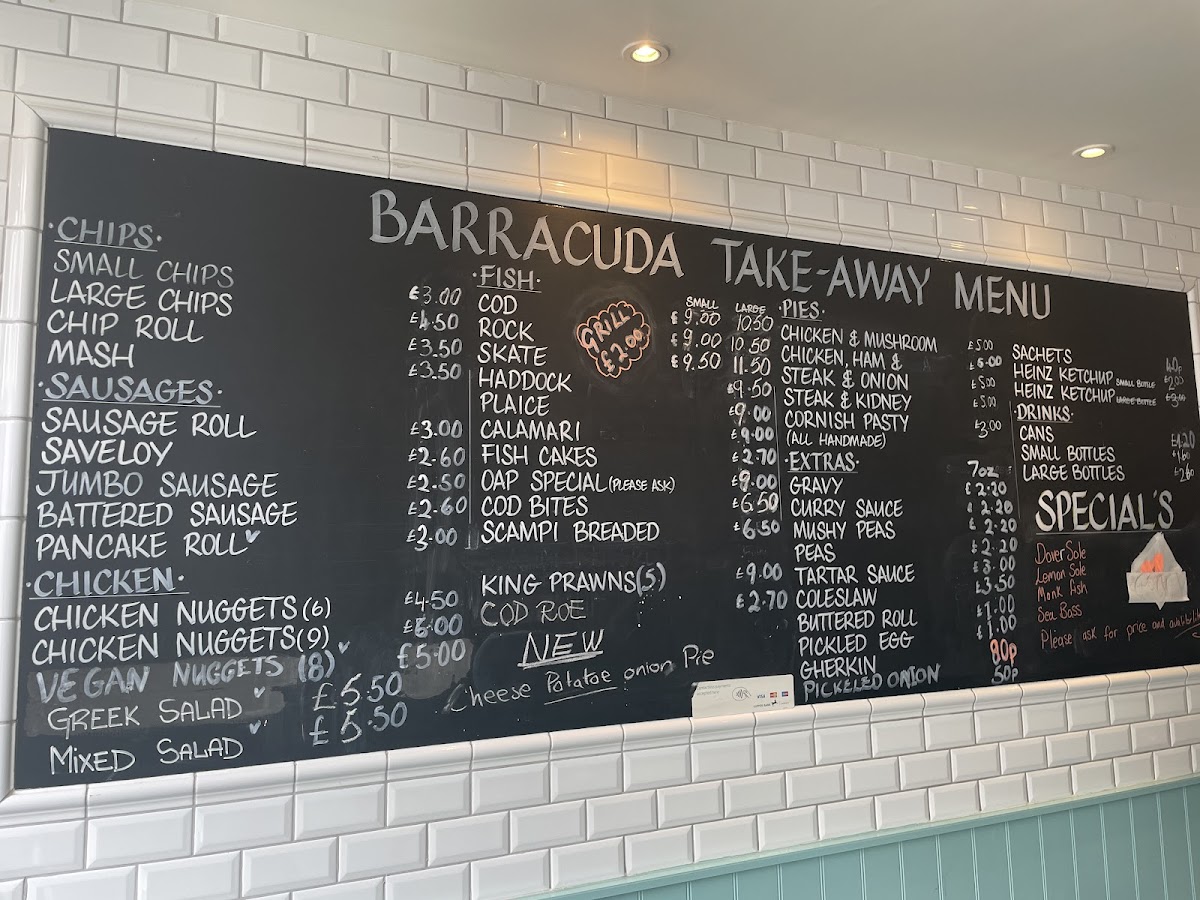 BARRACUDA TAKE-AWAY MENU
·CHIPS·
SMALL CHIPS £3.00
LARGE CHIPS £4.50
CHIP ROLL £3.50
MASH £3.50
·SAUSAGES·
SAUSAGE ROLL £3.00
SAVELOY £2.60
JUMBO SAUSAGE £2.50
BATTERED SAUSAGE £2.60
PANCAKE ROLL £3.00
·CHICKEN·
CHICKEN NUGGETS (6) £4.50
CHICKEN NUGGETS (9) £6.00
VEGAN NUGGETS (8) £5.00
GREEK SALAD £5.50
MIXED SALAD £5.50
·FISH·
GRILL
£2.00
SMALL LARGE
COD £9.00 10.50
ROCK £9.00 10.50
SKATE £9.50 11.50
HADDOCK £9.50
PLAICE £9.00
CALAMARI £9.00
FISH CAKES £2.70
OAP SPECIAL (PLEASE ASK) £9.00
COD BITES £6.50
SCAMPI BREADED £6.50
KING PRAWNS (5) £9.00
COD ROE £2.70
NEW
Cheese Potatoe onion Pie
·PIES·
CHICKEN & MUSHROOM £5.00
CHICKEN, HAM & £6.00
STEAK & ONION £5.00
STEAK & KIDNEY £5.00
CORNISH PASTY £3.00
(ALL HANDMADE)
·EXTRAS· 7oz
GRAVY £2.20
CURRY SAUCE £2.20
MUSHY PEAS £2.20
PEAS £2.20
TARTAR SAUCE £3.00
COLESLAW £3.50
BUTTERED ROLL £1.00
PICKLED EGG £1.00
GHERKIN 80p
PICKELED ONION 50p
SACHETS 40p
HEINZ KETCHUP SMALL BOTTLE £2.00
HEINZ KETCHUP LARGE BOTTLE £3.00
·DRINKS·
CANS £1.20
SMALL BOTTLES £1.60
LARGE BOTTLES £2.60
SPECIAL'S
Dover Sole
Lemon Sole
Monk fish
Sea Bass
Please ask for price and